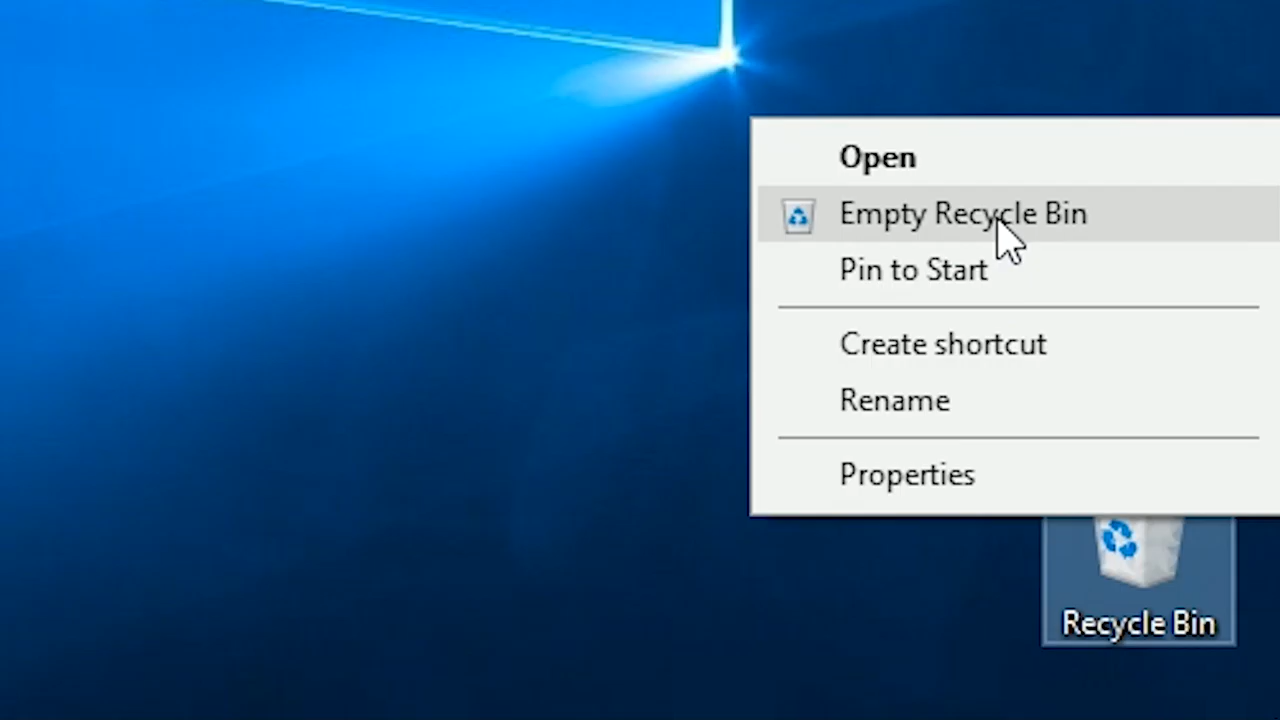 Open
Empty Recycle Bin
Pin to Start
Create shortcut
Rename
Properties
Recycle Bin